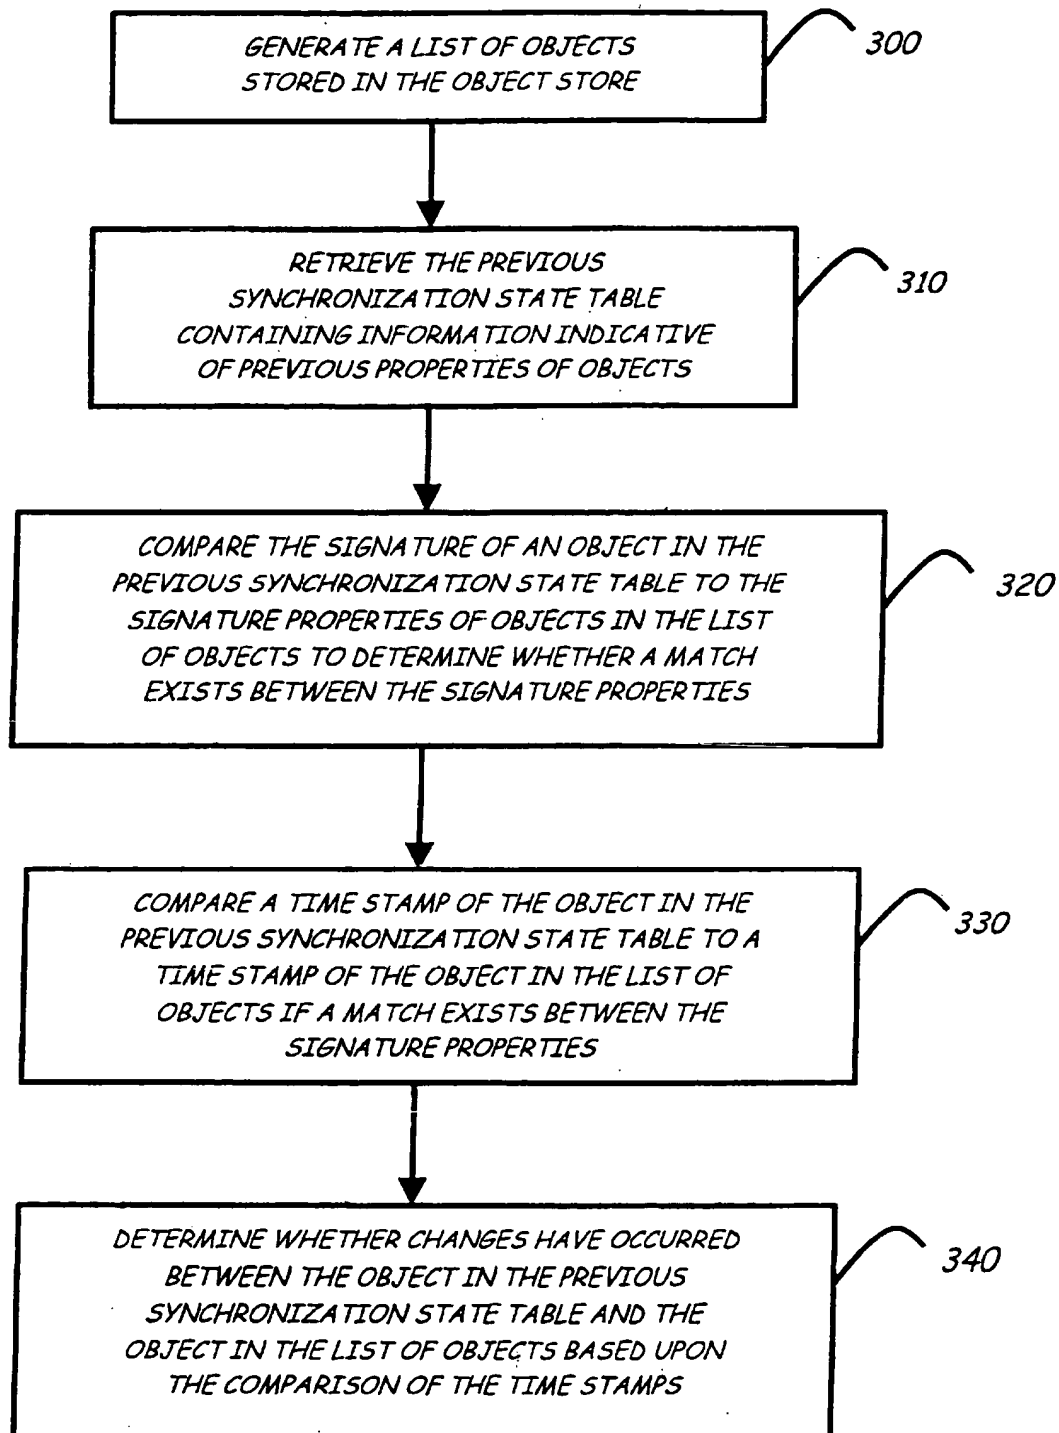 GENERATE A LIST OF OBJECTS
STORED IN THE OBJECT STORE
300
RETRIEVE THE PREVIOUS
SYNCHRONIZATION STATE TABLE
CONTAINING INFORMATION INDICATIVE
OF PREVIOUS PROPERTIES OF OBJECTS
310
COMPARE THE SIGNATURE OF AN OBJECT IN THE
PREVIOUS SYNCHRONIZATION STATE TABLE TO THE
SIGNATURE PROPERTIES OF OBJECTS IN THE LIST
OF OBJECTS TO DETERMINE WHETHER A MATCH
EXISTS BETWEEN THE SIGNATURE PROPERTIES
320
COMPARE A TIME STAMP OF THE OBJECT IN THE
PREVIOUS SYNCHRONIZATION STATE TABLE TO A
TIME STAMP OF THE OBJECT IN THE LIST OF
OBJECTS IF A MATCH EXISTS BETWEEN THE
SIGNATURE PROPERTIES
330
DETERMINE WHETHER CHANGES HAVE OCCURRED
BETWEEN THE OBJECT IN THE PREVIOUS
SYNCHRONIZATION STATE TABLE AND THE
OBJECT IN THE LIST OF OBJECTS BASED UPON
THE COMPARISON OF THE TIME STAMPS
340